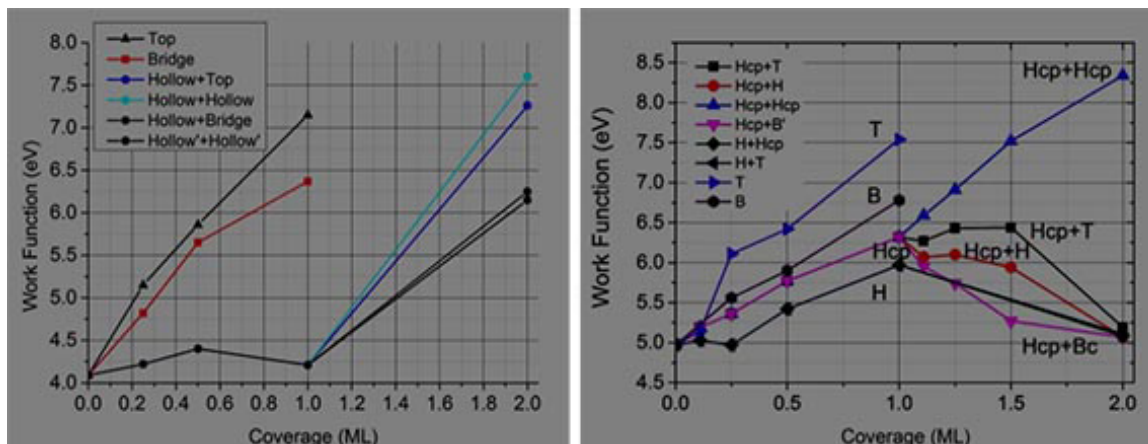 8.0
7.5
7.0
6.5
6.0
5.5
5.0
4.5
4.0
Work Function (eV)
Top
Bridge
Hollow+Top
Hollow+Hollow
Hollow+Bridge
Hollow'+Hollow'
0.0 0.2 0.4 0.6 0.8 1.0 1.2 1.4 1.6 1.8 2.0
Coverage (ML)
8.5
8.0
7.5
7.0
6.5
6.0
5.5
5.0
4.5
Work Function (eV)
Hcp+T
Hcp+H
Hcp+Hcp
Hcp+B'
H+Hcp
H+T
T
B
Hcp+Hcp
T
B
Hcp+T
Hcp
Hcp+H
H
Hcp+Bc
0.0 0.5 1.0 1.5 2.0
Coverage (ML)